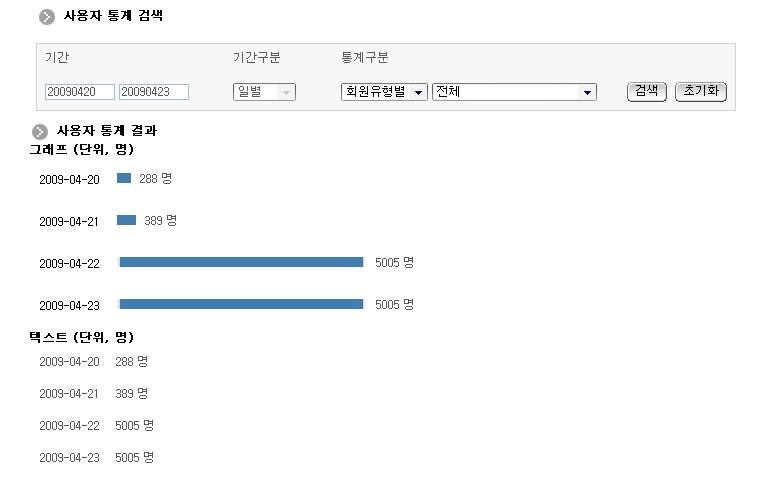 사용자 통계 검색
기간 기간구분 통계구분
20090420 20090423 일별 회원유형별 전체 검색 초기화
사용자 통계 결과
그래프 (단위, 명)
2009-04-20 288 명
2009-04-21 389 명
2009-04-22 5005 명
2009-04-23 5005 명
텍스트 (단위, 명)
2009-04-20 288 명
2009-04-21 389 명
2009-04-22 5005 명
2009-04-23 5005 명